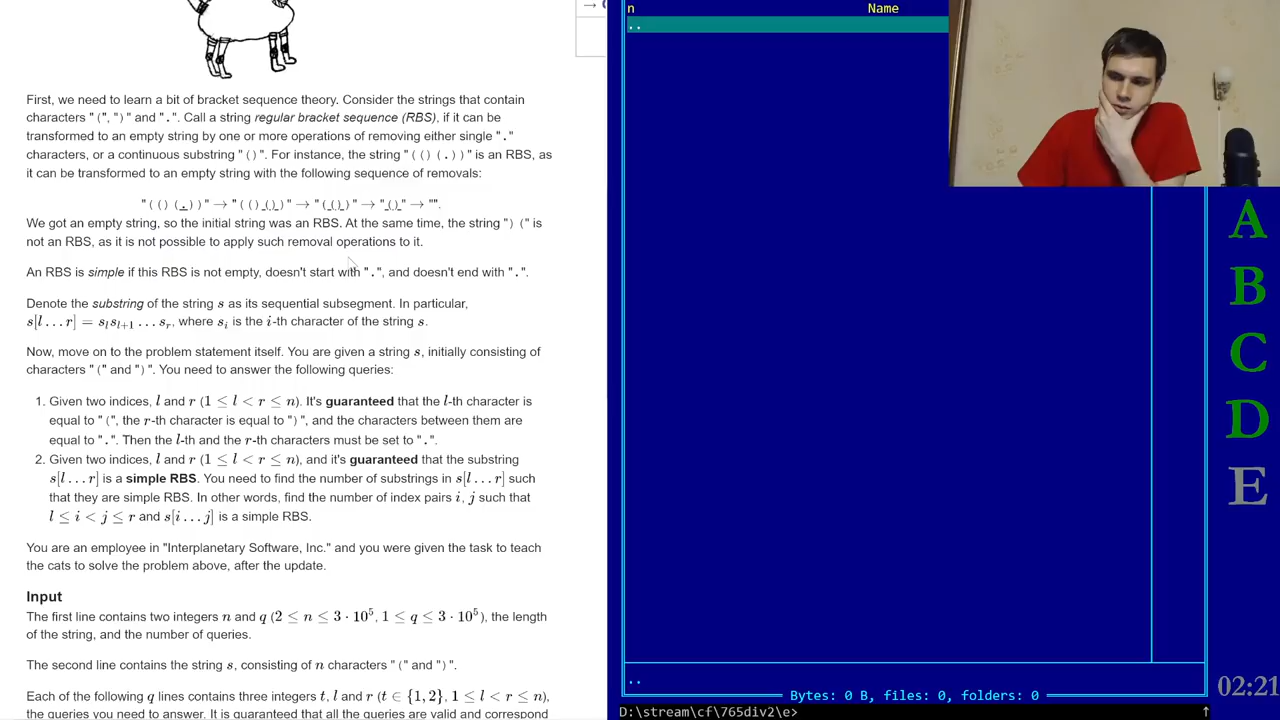 First, we need to learn a bit of bracket sequence theory. Consider the strings that contain
characters "(", ")" and ".". Call a string regular bracket sequence (RBS), if it can be
transformed to an empty string by one or more operations of removing either single "."
characters, or a continuous substring "()". For instance, the string "(()(.))" is an RBS, as
it can be transformed to an empty string with the following sequence of removals:
"(()(.))" → "(()())" → "(())" → "()" → "".
We got an empty string, so the initial string was an RBS. At the same time, the string ")(" is
not an RBS, as it is not possible to apply such removal operations to it.
An RBS is simple if this RBS is not empty, doesn't start with ".", and doesn't end with ".".
Denote the substring of the string s as its sequential subsegment. In particular,
s[l…r] = s_l s_{l+1} … s_r, where s_i is the i-th character of the string s.
Now, move on to the problem statement itself. You are given a string s, initially consisting of
characters "(" and ")". You need to answer the following queries:
1. Given two indices, l and r (1 ≤ l < r ≤ n). It's guaranteed that the l-th character is
equal to "(", the r-th character is equal to ")", and the characters between them are
equal to ".". Then the l-th and the r-th characters must be set to ".".
2. Given two indices, l and r (1 ≤ l < r ≤ n), and it's guaranteed that the substring
s[l…r] is a simple RBS. You need to find the number of substrings in s[l…r] such
that they are simple RBS. In other words, find the number of index pairs i, j such that
l ≤ i < j ≤ r and s[i…j] is a simple RBS.
You are an employee in "Interplanetary Software, Inc." and you were given the task to teach
the cats to solve the problem above, after the update.
Input
The first line contains two integers n and q (2 ≤ n ≤ 3 · 10^5, 1 ≤ q ≤ 3 · 10^5), the length
of the string, and the number of queries.
The second line contains the string s, consisting of n characters "(" and ")".
Each of the following q lines contains three integers t, l and r (t ∈ {1, 2}, 1 ≤ l < r ≤ n),
the queries you need to answer. It is guaranteed that all the queries are valid and correspond
→
n Name
..
..
Bytes: 0 B, files: 0, folders: 0
D:\stream\cf\765div2\e> ↑
A
B
C
D
E
02:21